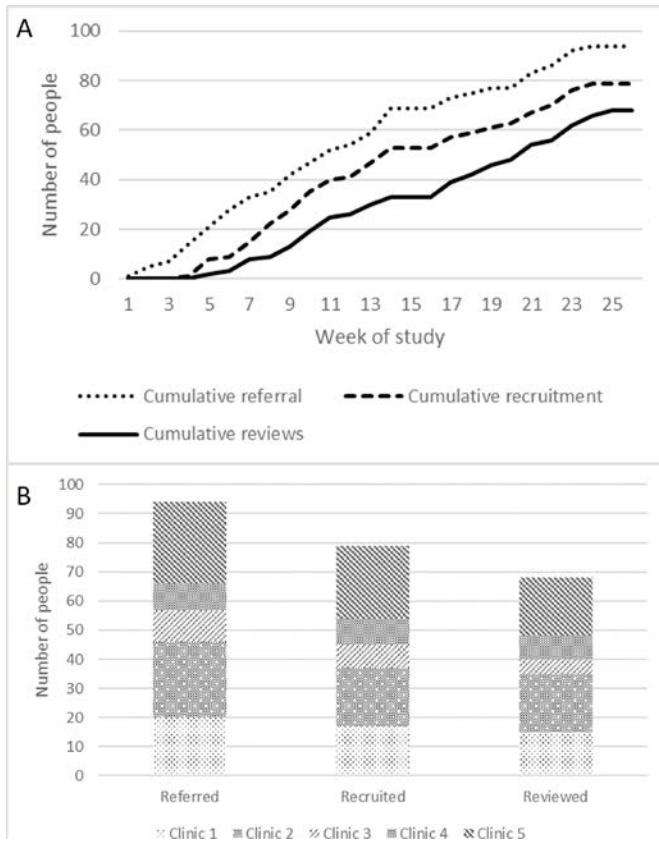 A
100
80
60
40
20
0
Number of people
1 3 5 7 9 11 13 15 17 19 21 23 25
Week of study
Cumulative referral Cumulative recruitment
Cumulative reviews
B
100
90
80
70
60
50
40
30
20
10
0
Number of people
Referred Recruited Reviewed
Clinic 1 Clinic 2 Clinic 3 Clinic 4 Clinic 5